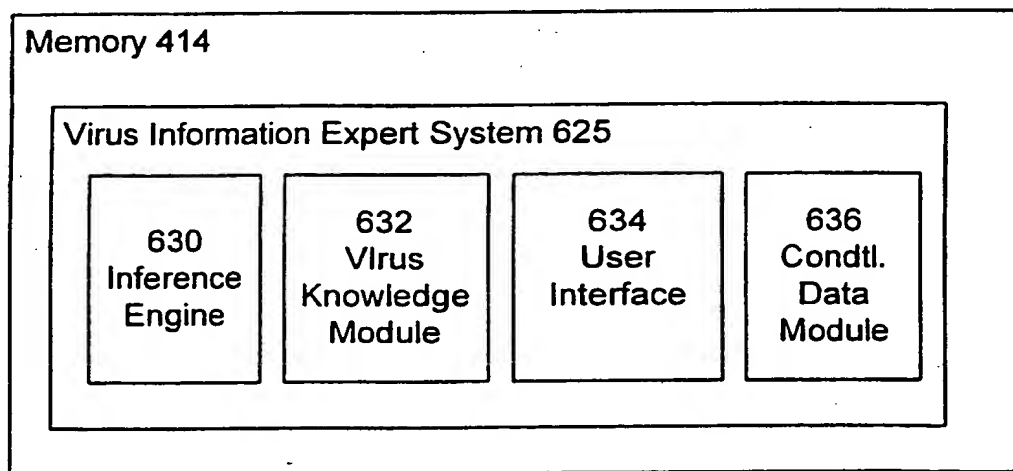 Memory 414
Virus Information Expert System 625
630
Inference
Engine
632
VIrus
Knowledge
Module
634
User
Interface
636
Condtl.
Data
Module